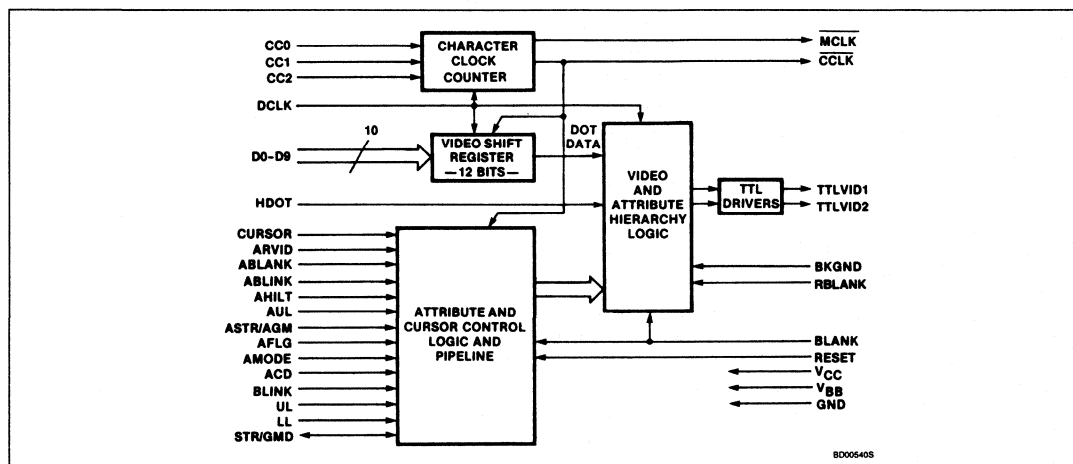 CC0
CC1
CC2
DCLK
D0-D9
10
HDOT
CURSOR
ARVID
ABLANK
ABLINK
AHILT
AUL
ASTR/AGM
AFLG
AMODE
ACD
BLINK
UL
LL
STR/GMD
CHARACTER
CLOCK
COUNTER
VIDEO SHIFT
REGISTER
—12 BITS—
DOT
DATA
ATTRIBUTE AND
CURSOR CONTROL
LOGIC AND
PIPELINE
VIDEO
AND
ATTRIBUTE
HIERARCHY
LOGIC
TTL
DRIVERS
MCLK
CCLK
TTLVID1
TTLVID2
BKGND
RBLANK
BLANK
RESET
VCC
VBB
GND
BD00540S